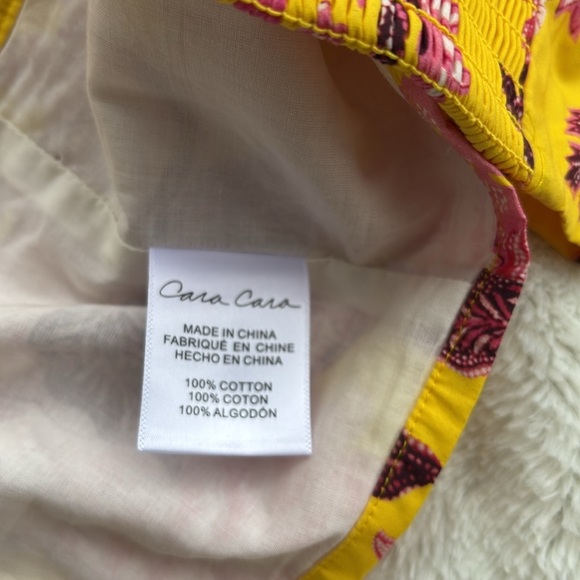 Cara Cara
MADE IN CHINA
FABRIQUÉ EN CHINE
HECHO EN CHINA
100% COTTON
100% COTON
100% ALGODÓN